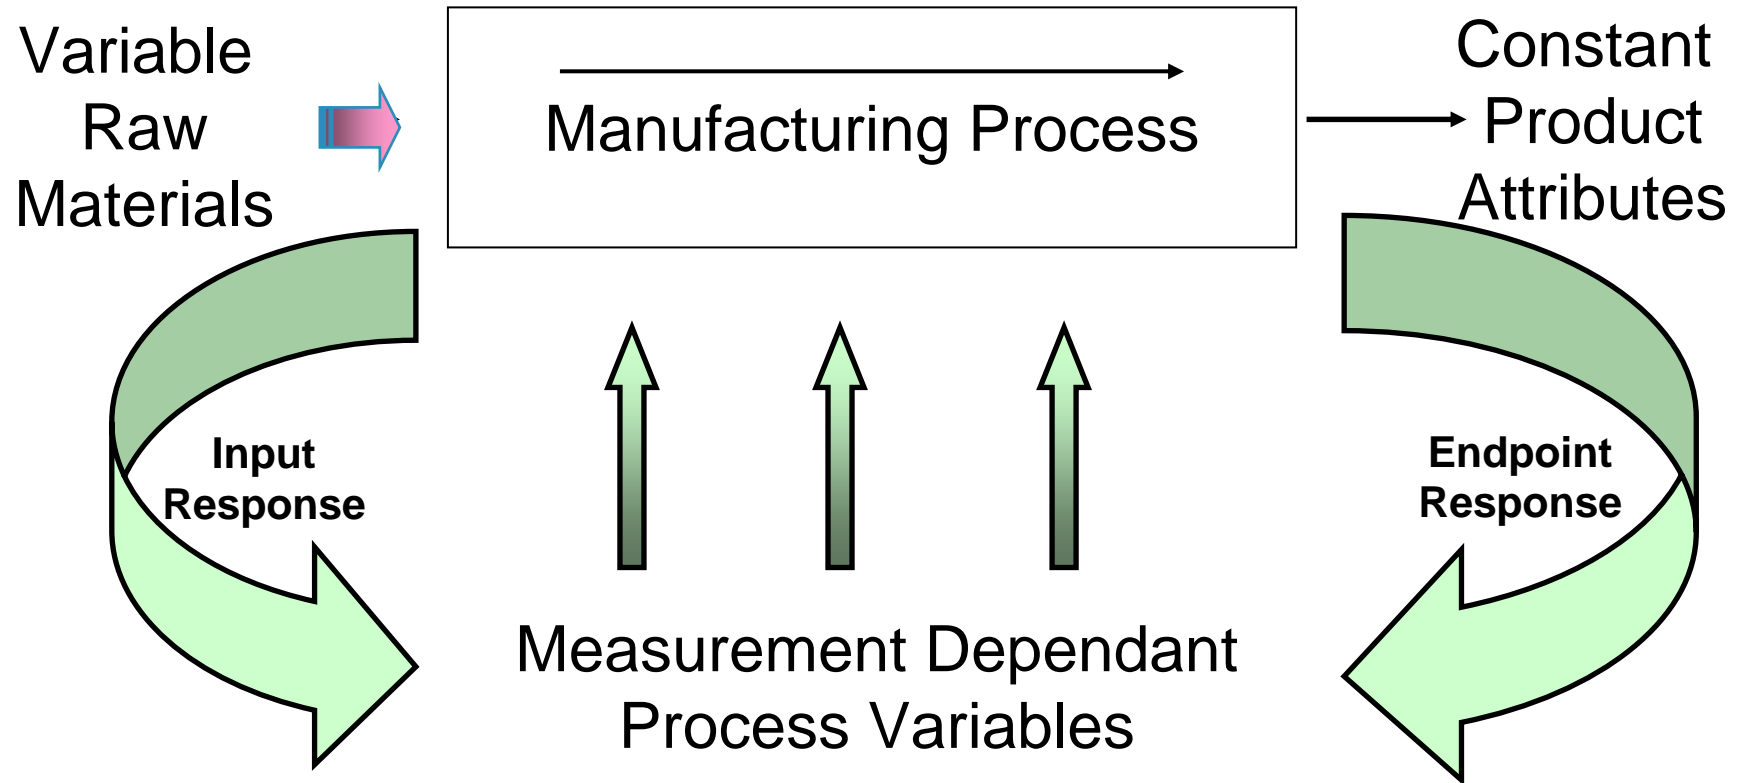 Variable
Raw
Materials
Manufacturing Process
Constant
Product
Attributes
Input
Response
Endpoint
Response
Measurement Dependant
Process Variables